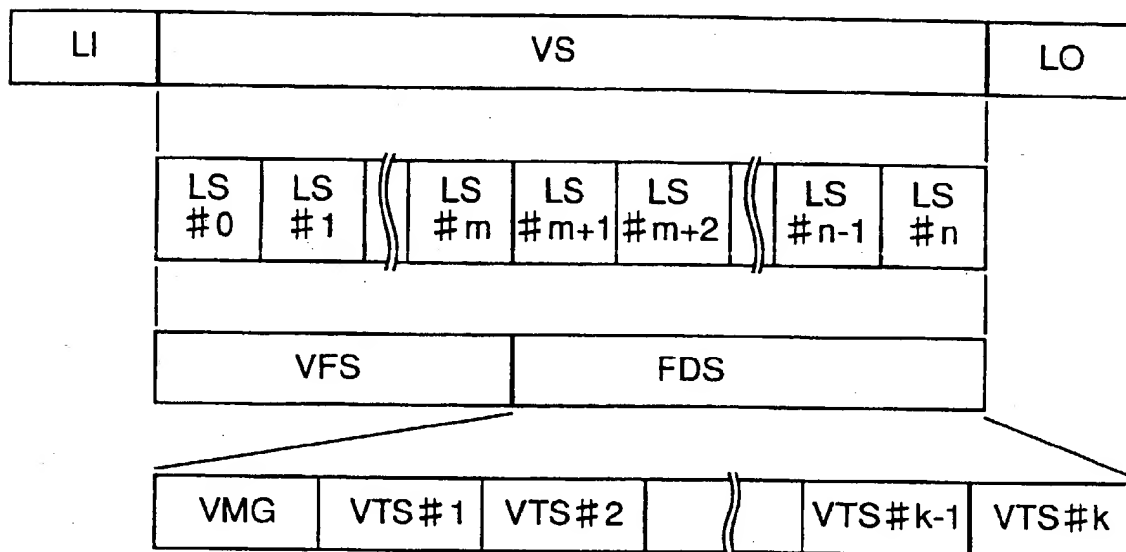 LI VS LO
LS #0 LS #1 LS #m LS #m+1 LS #m+2 LS #n-1 LS #n
VFS FDS
VMG VTS#1 VTS#2 VTS#k-1 VTS#k